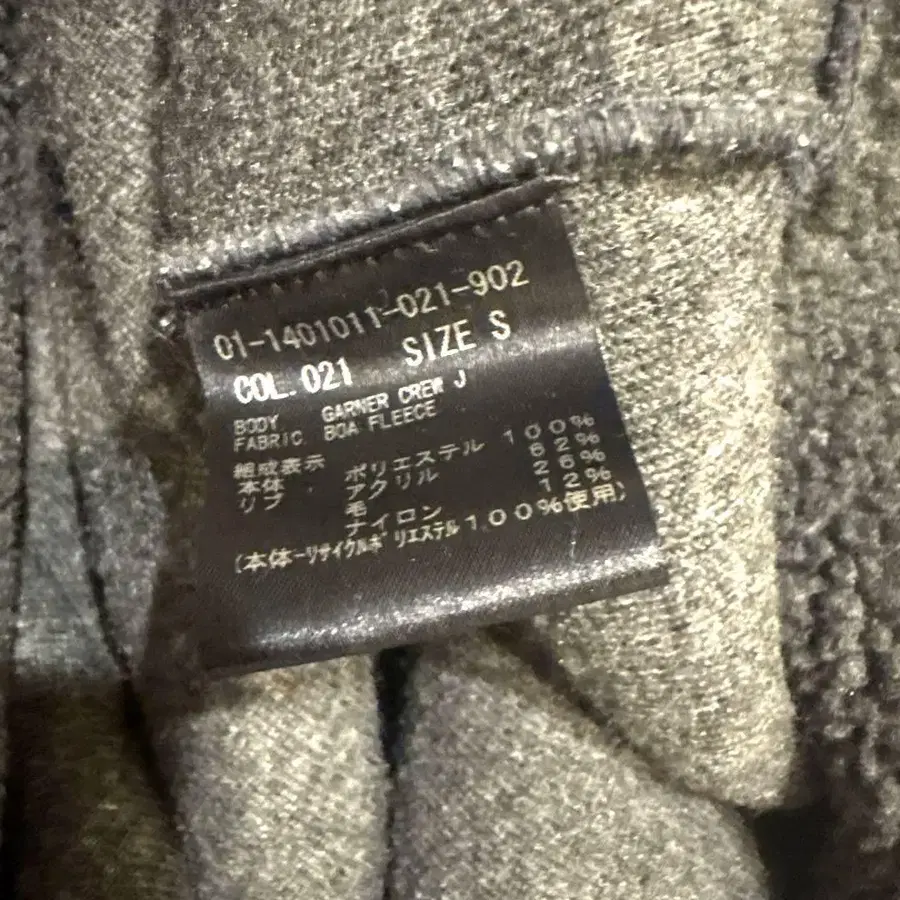 01-1401011-021-902
COL.021 SIZE S
BODY. GARNER CREW J
FABRIC. BOA FLEECE
組成表示
本体 ポリエステル 100%
リブ アクリル 62%
毛 26%
ナイロン 12%
(本体ーリサイクルポリエステル100%使用)